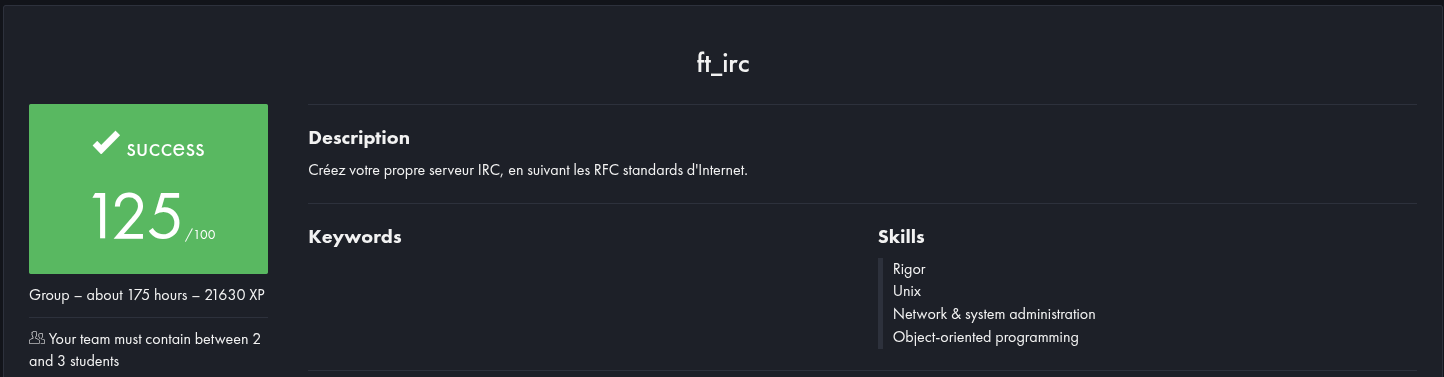 ft_irc
success
125 /100
Group – about 175 hours – 21630 XP
Your team must contain between 2
and 3 students
Description
Créez votre propre serveur IRC, en suivant les RFC standards d'Internet.
Keywords
Skills
Rigor
Unix
Network & system administration
Object-oriented programming